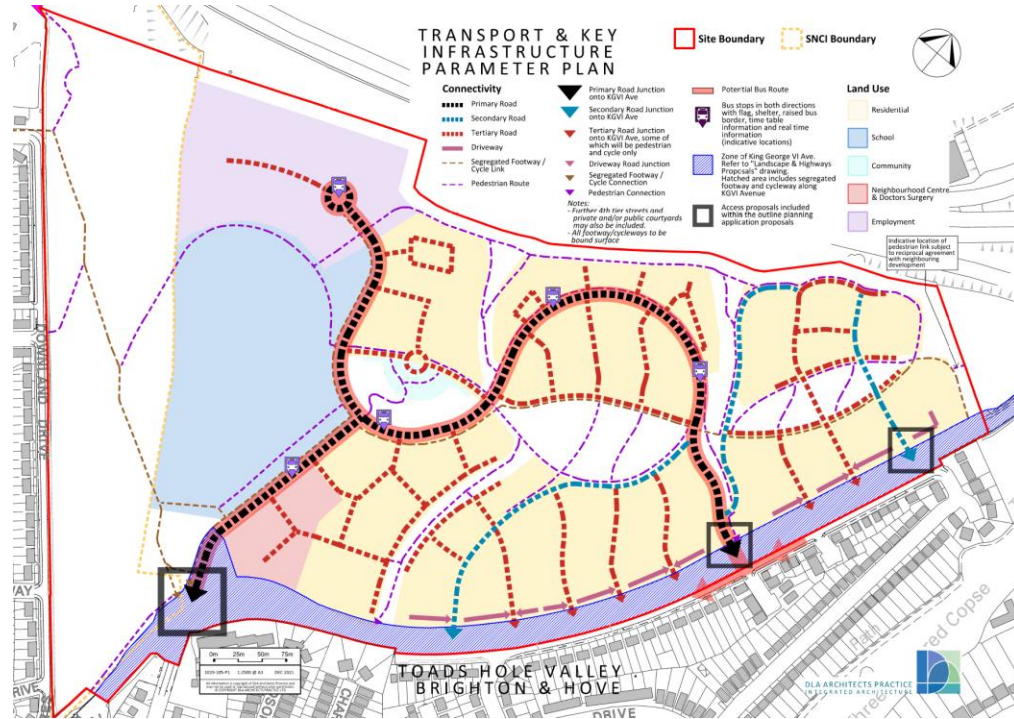 TRANSPORT & KEY
INFRASTRUCTURE
PARAMETER PLAN
Site Boundary
SNCI Boundary
Connectivity
Primary Road
Secondary Road
Tertiary Road
Driveway
Segregated Footway /
Cycle Link
Pedestrian Route
Primary Road Junction
onto KGVI Ave
Secondary Road Junction
onto KGVI Ave
Tertiary Road Junction
onto KGVI Ave, some of
which will be pedestrian
and cycle only
Driveway Road Junction
Segregated Footway /
Cycle Connection
Pedestrian Connection
Notes:
- Further 4th tier streets and
private and/or public courtyards
may also be included.
- All footway/cycleways to be
bound surface
Potential Bus Route
Bus stops in both directions
with flag, shelter, raised bus
border, time table
information and real time
information
(indicative locations)
Zone of King George VI Ave.
Refer to "Landscape & Highways
Proposals" drawing.
Hatched area includes segregated
footway and cycleway along
KGVI Avenue
Access proposals included
within the outline planning
application proposals
Land Use
Residential
School
Community
Neighbourhood Centre
& Doctors Surgery
Employment
Indicative location of
pedestrian link subject
to reciprocal agreement
with neighbouring
development
DOWNLAND DRIVE
WAY
DRIVE
0m 25m 50m 75m
DEC 2021
TOADS HOLE VALLEY
BRIGHTON & HOVE
DRIVE
Path
Copse
DLA ARCHITECTS PRACTICE
INTEGRATED ARCHITECTURE